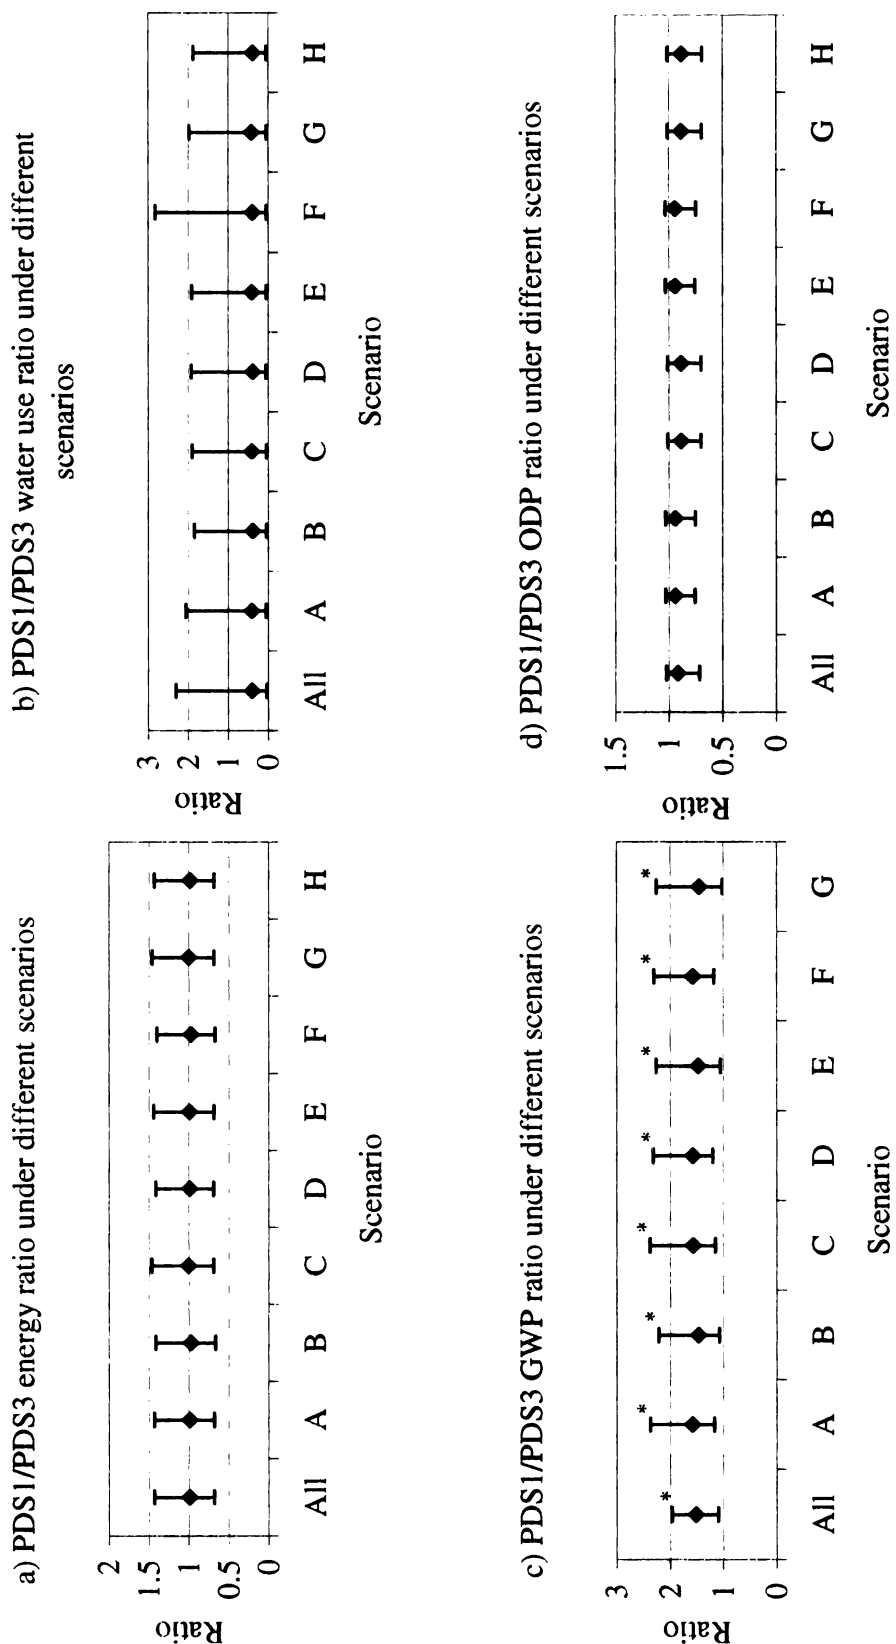 a) PDS1/PDS3 energy ratio under different scenarios
2
1.5
1
0.5
0
Ratio
All A B C D E F G H
Scenario
b) PDS1/PDS3 water use ratio under different
scenarios
3
2
1
0
Ratio
All A B C D E F G H
Scenario
c) PDS1/PDS3 GWP ratio under different scenarios
3
2
1
0
Ratio
* * * * * * * *
All A B C D E F G
Scenario
d) PDS1/PDS3 ODP ratio under different scenarios
1.5
1
0.5
0
Ratio
All A B C D E F G H
Scenario